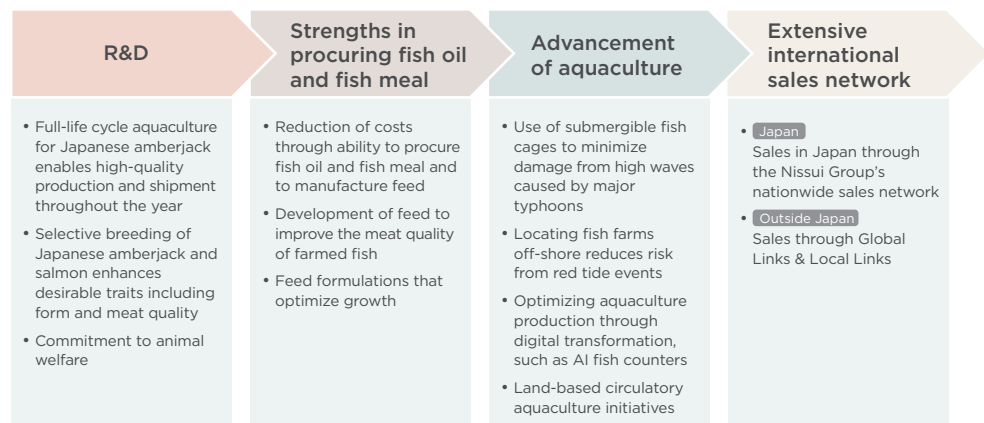 R&D
• Full-life cycle aquaculture
for Japanese amberjack
enables high-quality
production and shipment
throughout the year
• Selective breeding of
Japanese amberjack and
salmon enhances
desirable traits including
form and meat quality
• Commitment to animal
welfare
Strengths in
procuring fish oil
and fish meal
• Reduction of costs
through ability to procure
fish oil and fish meal and
to manufacture feed
• Development of feed to
improve the meat quality
of farmed fish
• Feed formulations that
optimize growth
Advancement
of aquaculture
• Use of submergible fish
cages to minimize
damage from high waves
caused by major
typhoons
• Locating fish farms
off-shore reduces risk
from red tide events
• Optimizing aquaculture
production through
digital transformation,
such as AI fish counters
• Land-based circulatory
aquaculture initiatives
Extensive
international
sales network
• Japan
Sales in Japan through
the Nissui Group's
nationwide sales network
• Outside Japan
Sales through Global
Links & Local Links